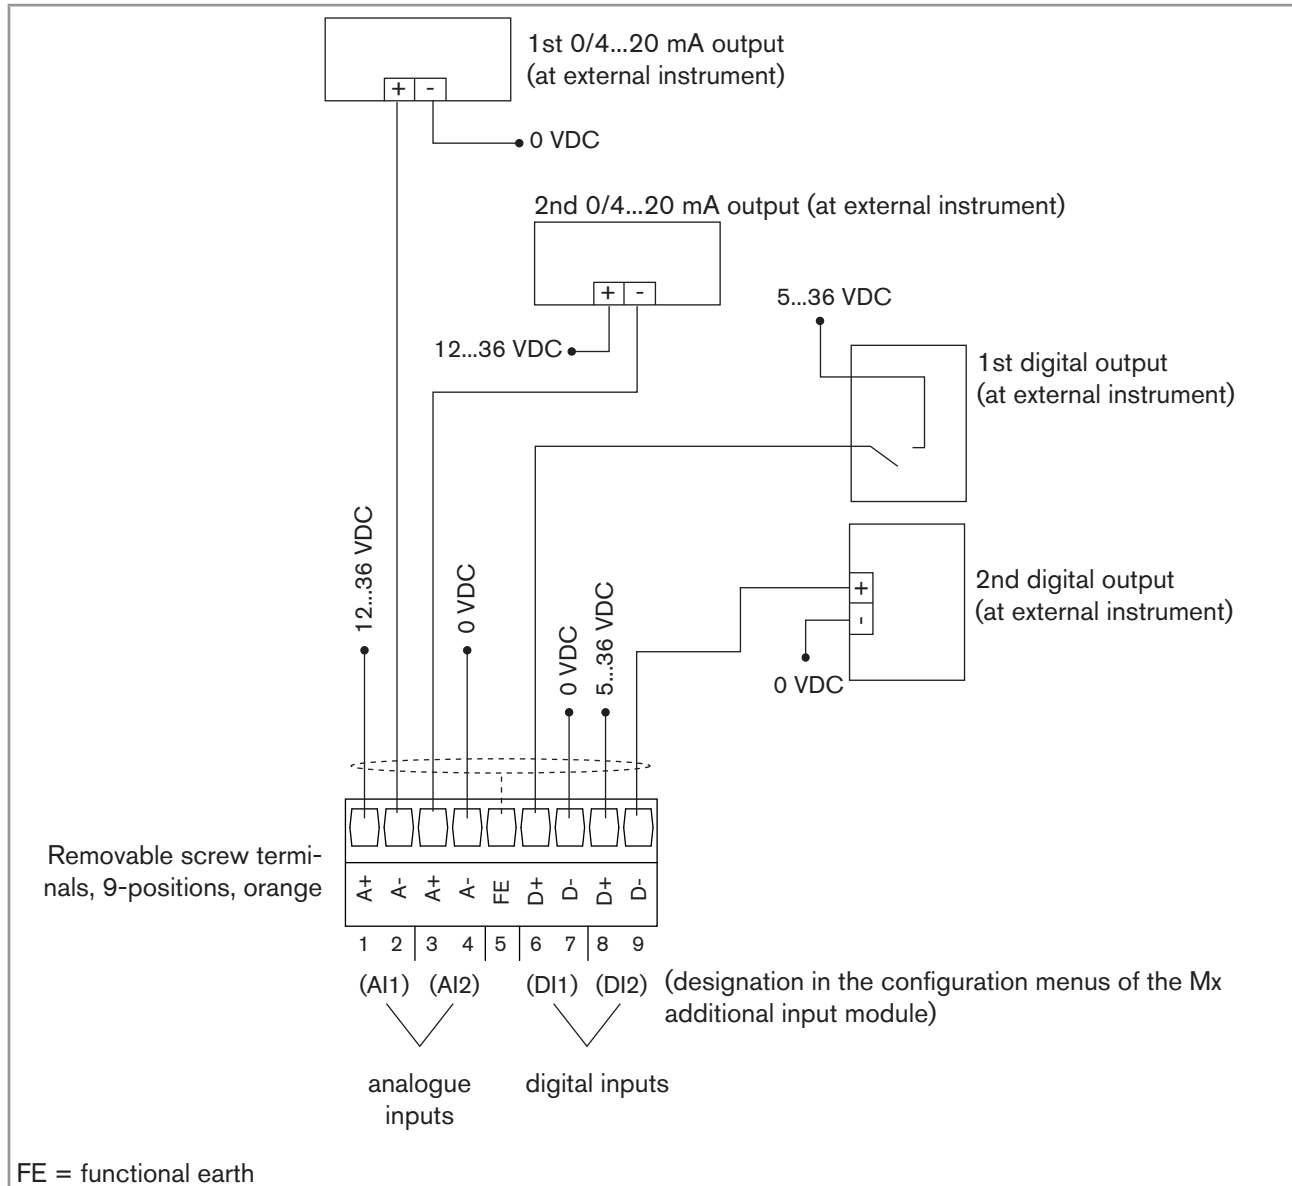 1st 0/4...20 mA output
(at external instrument)
+ -
0 VDC
2nd 0/4...20 mA output (at external instrument)
+ -
12...36 VDC
5...36 VDC
1st digital output
(at external instrument)
2nd digital output
(at external instrument)
+
-
0 VDC
12...36 VDC
0 VDC
0 VDC
5...36 VDC
Removable screw termi-
nals, 9-positions, orange
A+ A- A+ A- FE D+ D- D+ D-
1 2 3 4 5 6 7 8 9
(AI1) (AI2) (DI1) (DI2)
(designation in the configuration menus of the Mx
additional input module)
analogue
inputs
digital inputs
FE = functional earth